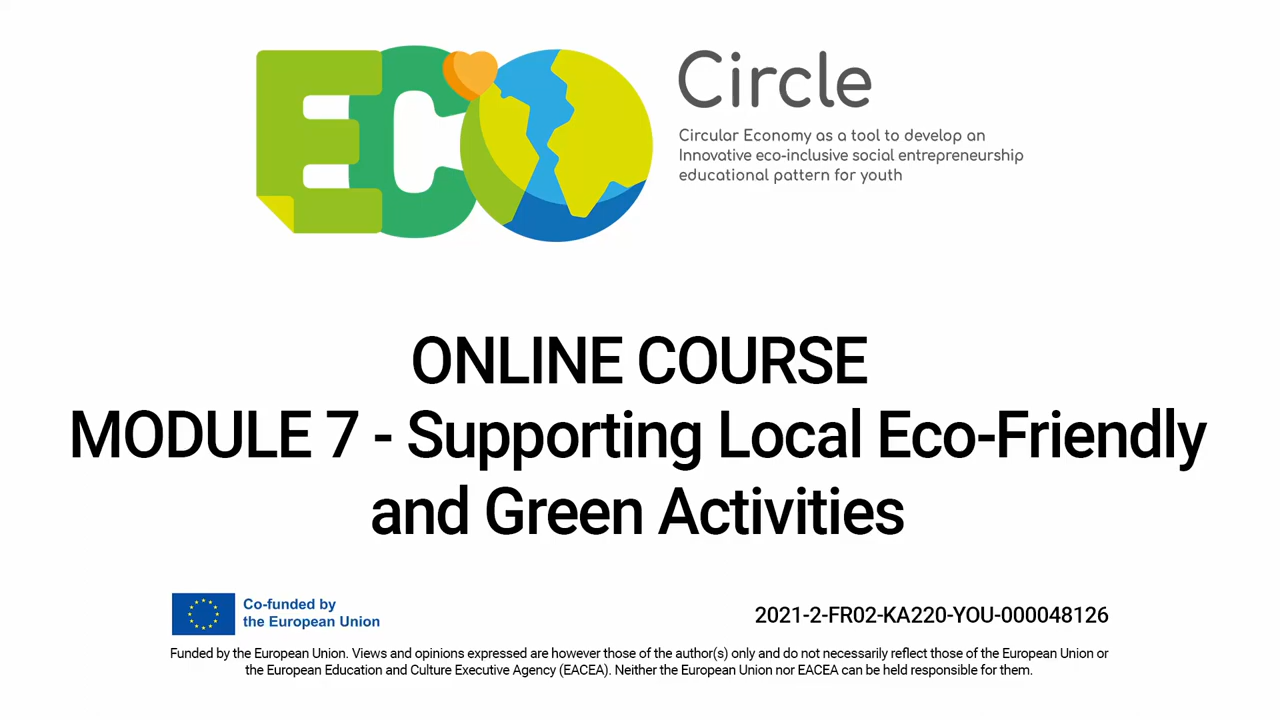 ECO
Circle
Circular Economy as a tool to develop an
Innovative eco-inclusive social entrepreneurship
educational pattern for youth
ONLINE COURSE
MODULE 7 - Supporting Local Eco-Friendly
and Green Activities
Co-funded by
the European Union
2021-2-FR02-KA220-YOU-000048126
Funded by the European Union. Views and opinions expressed are however those of the author(s) only and do not necessarily reflect those of the European Union or
the European Education and Culture Executive Agency (EACEA). Neither the European Union nor EACEA can be held responsible for them.